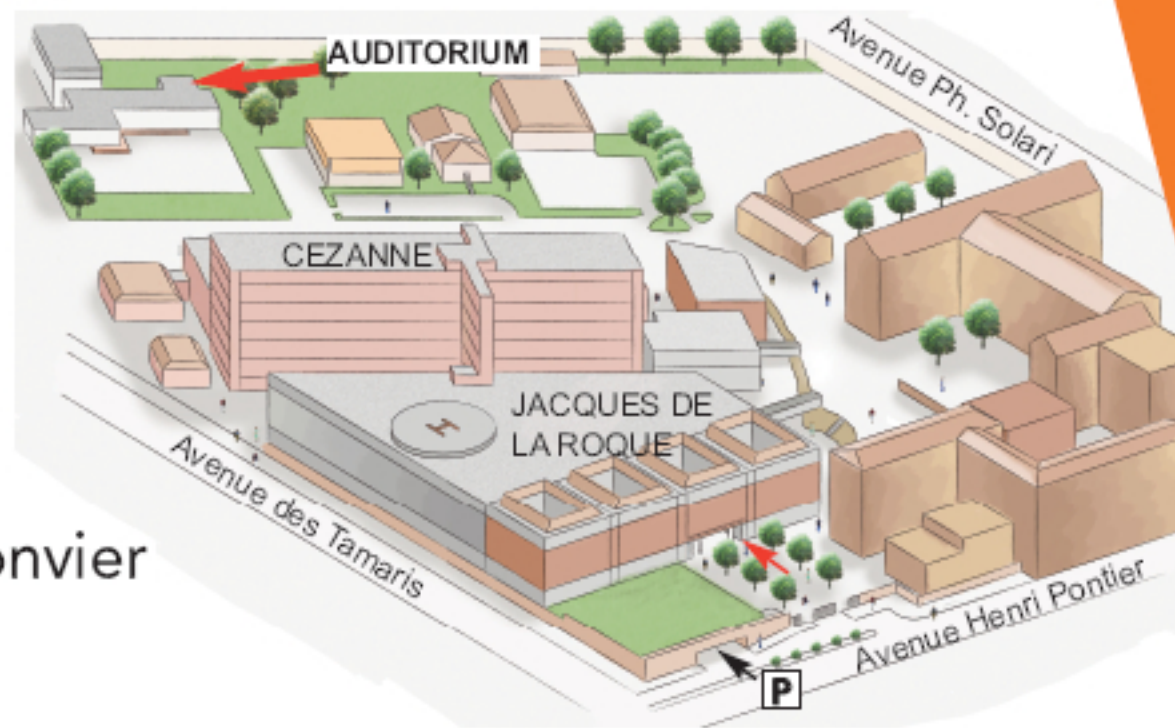 AUDITORIUM
Avenue Ph. Solari
CEZANNE
JACQUES DE
LA ROQUE
H
Avenue des Tamaris
onvier
Avenue Henri Pontier
P